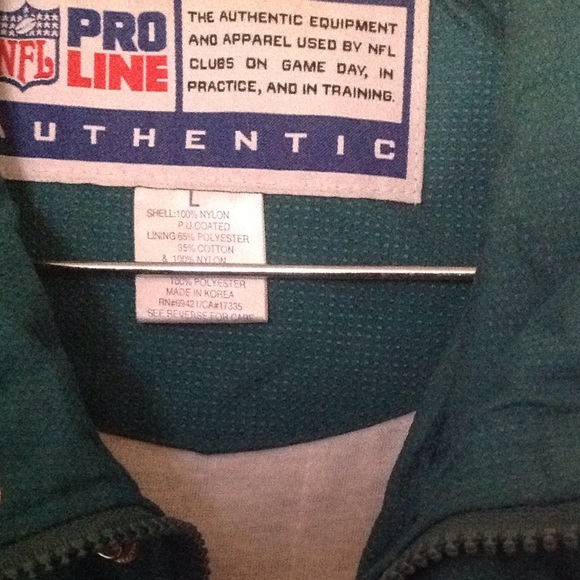 NFL
PRO
LINE
THE AUTHENTIC EQUIPMENT
AND APPAREL USED BY NFL
CLUBS ON GAME DAY, IN
PRACTICE, AND IN TRAINING.
AUTHENTIC
L
SHELL:100% NYLON
P.U.COATED
LINING:65% POLYESTER
35% COTTON
& 100% NYLON
100% POLYESTER
MADE IN KOREA
RN#69421/CA#17335
SEE REVERSE FOR CARE